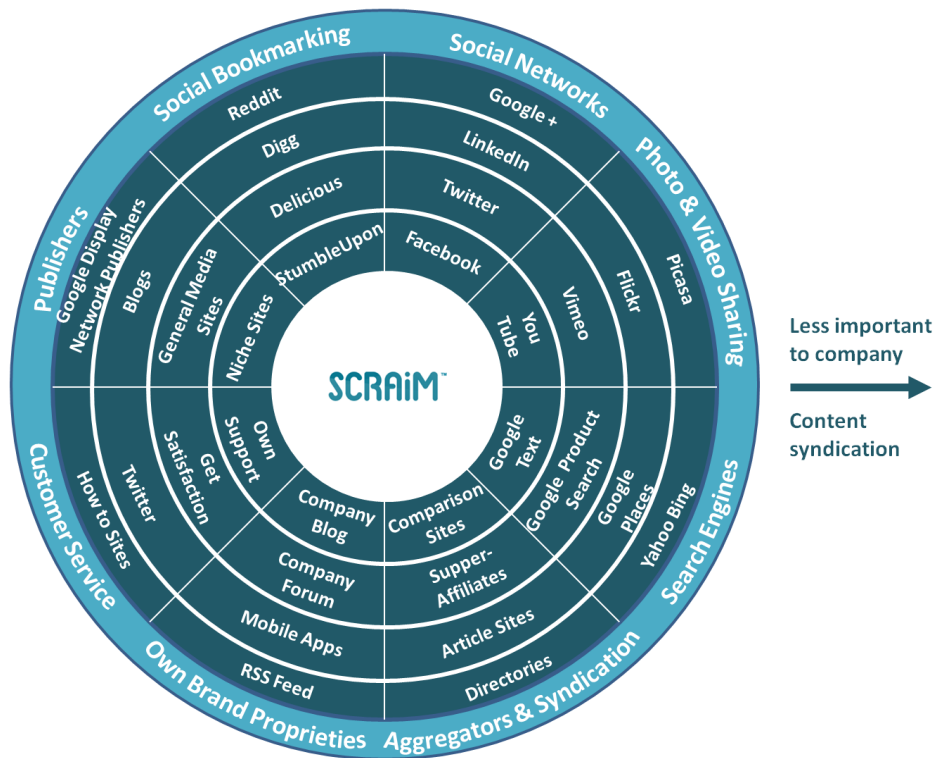 Social Bookmarking
Reddit
Digg
Delicious
StumbleUpon
Social Networks
Google +
LinkedIn
Twitter
Facebook
Photo & Video Sharing
Picasa
Flickr
Vimeo
You
Tube
Search Engines
Yahoo Bing
Google
Places
Google Product
Search
Google
Text
Aggregators & Syndication
Directories
Article Sites
Supper-
Affiliates
Comparison
Sites
Own Brand Proprieties
RSS Feed
Mobile Apps
Company
Forum
Company
Blog
Customer Service
How to Sites
Twitter
Get
Satisfaction
Own
Support
Publishers
Google Display
Network Publishers
Blogs
General Media
Sites
Niche Sites
SCRAiM™
Less important
to company
Content
syndication